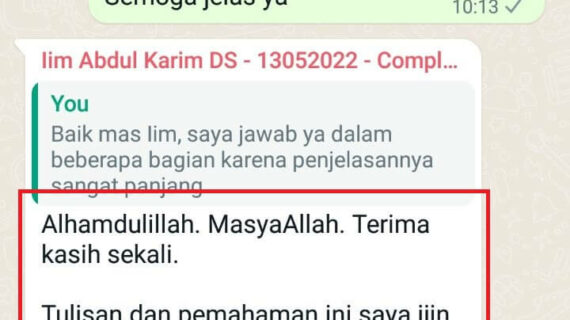 Semoga jelas ya
10:13
Iim Abdul Karim DS - 13052022 - Compl...
You
Baik mas Iim, saya jawab ya dalam
beberapa bagian karena penjelasannya
sangat panjang
Alhamdulillah. MasyaAllah. Terima
kasih sekali.
Tulisan dan pemahaman ini saya ijin